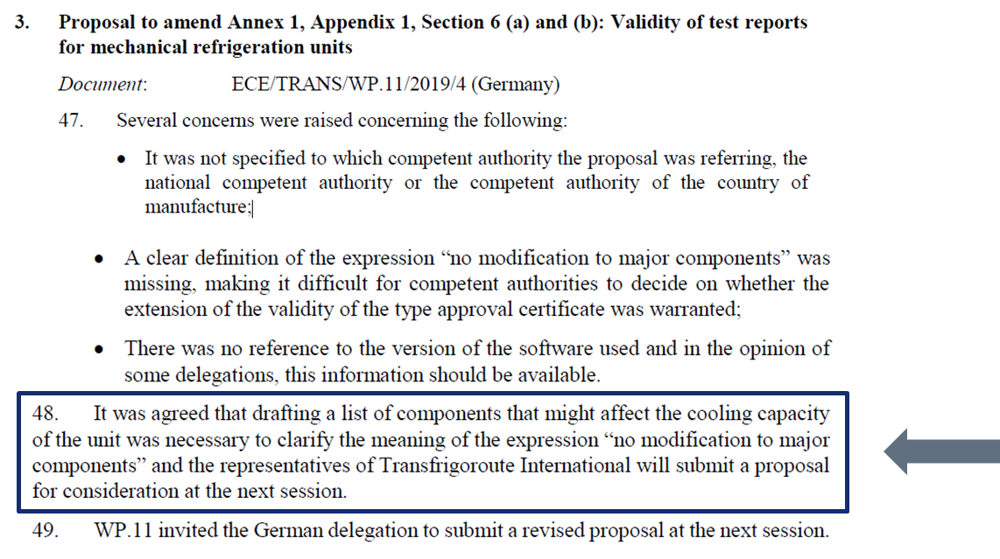 3. Proposal to amend Annex 1, Appendix 1, Section 6 (a) and (b): Validity of test reports
for mechanical refrigeration units
Document: ECE/TRANS/WP.11/2019/4 (Germany)
47. Several concerns were raised concerning the following:
• It was not specified to which competent authority the proposal was referring, the
national competent authority or the competent authority of the country of
manufacture;
• A clear definition of the expression “no modification to major components” was
missing, making it difficult for competent authorities to decide on whether the
extension of the validity of the type approval certificate was warranted;
• There was no reference to the version of the software used and in the opinion of
some delegations, this information should be available.
48. It was agreed that drafting a list of components that might affect the cooling capacity
of the unit was necessary to clarify the meaning of the expression “no modification to major
components” and the representatives of Transfrigoroute International will submit a proposal
for consideration at the next session.
49. WP.11 invited the German delegation to submit a revised proposal at the next session.